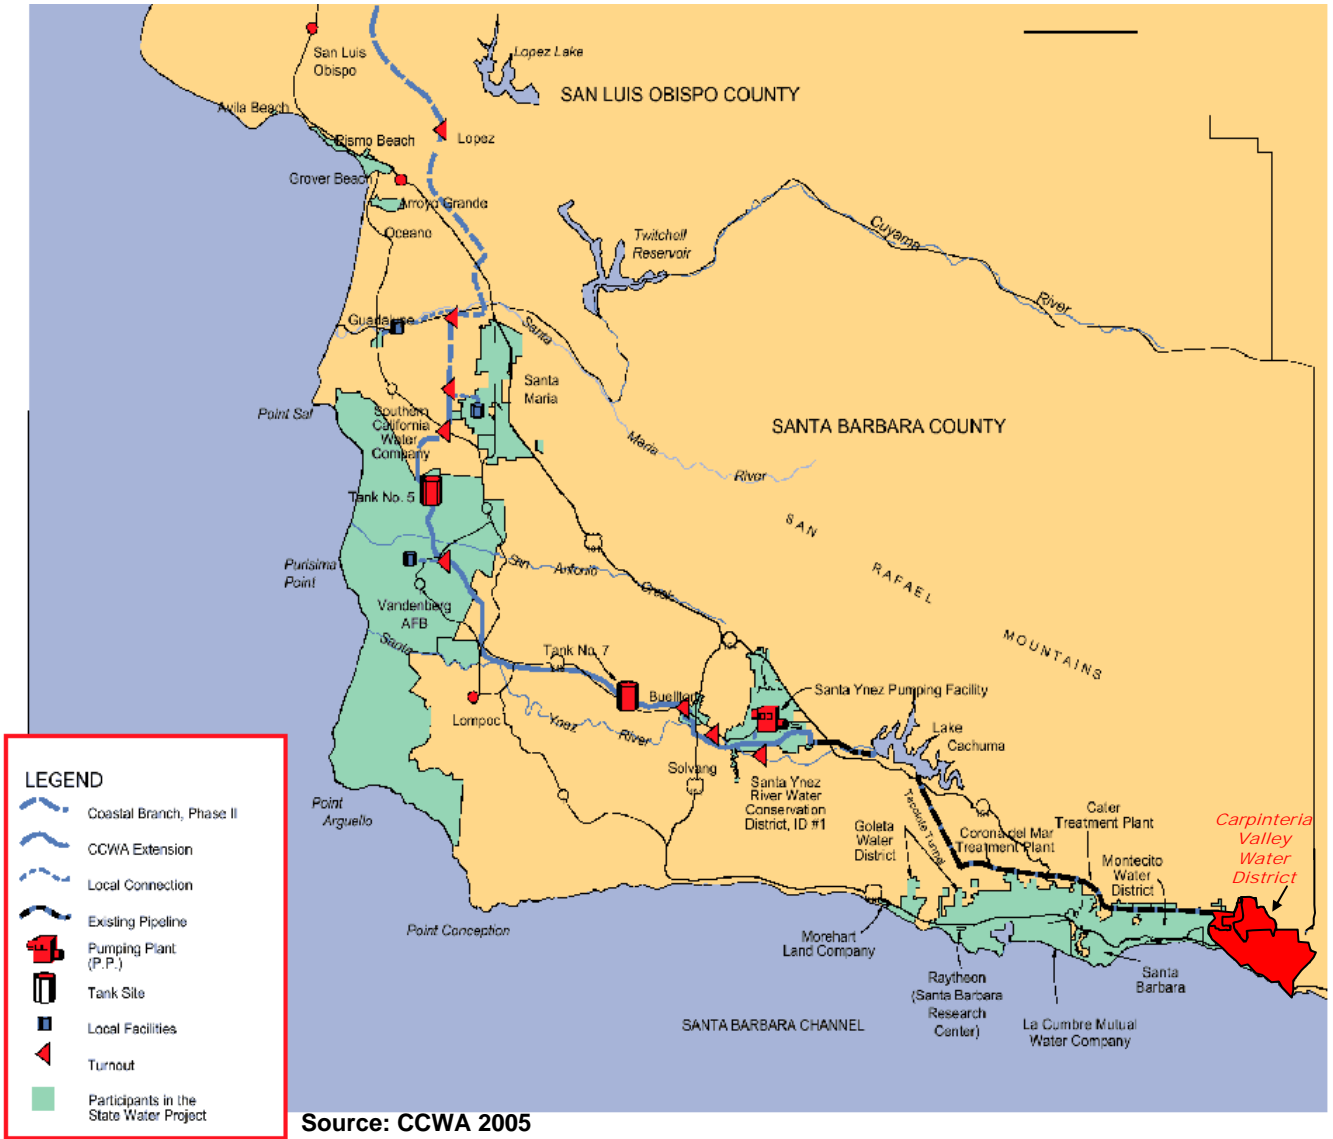 San Luis
Obispo
Lopez Lake
SAN LUIS OBISPO COUNTY
Avila Beach
Pismo Beach
Lopez
Grover Beach
Arroyo Grande
Oceano
Twitchell
Reservoir
Cuyama
River
Guadalupe
Santa
Santa
Maria
Point Sal
Southern
California
Water
Company
SANTA BARBARA COUNTY
Maria
River
Tank No. 5
SAN
RAFAEL
MOUNTAINS
Purisima
Point
San
Antonio
Creek
Vandenberg
AFB
Santa
Tank No. 7
Buellton
Santa Ynez Pumping Facility
Lompoc
Ynez
River
Lake
Cachuma
Solvang
Santa Ynez
River Water
Conservation
District, ID #1
Point
Arguello
Goleta
Water
District
Tecolote Tunnel
Corona del Mar
Treatment Plant
Cater
Treatment Plant
Montecito
Water
District
Carpinteria
Valley
Water
District
Point Conception
Morehart
Land Company
Raytheon
(Santa Barbara
Research
Center)
Santa
Barbara
La Cumbre Mutual
Water Company
SANTA BARBARA CHANNEL
LEGEND
Coastal Branch, Phase II
CCWA Extension
Local Connection
Existing Pipeline
Pumping Plant
(P.P.)
Tank Site
Local Facilities
Turnout
Participants in the
State Water Project
Source: CCWA 2005